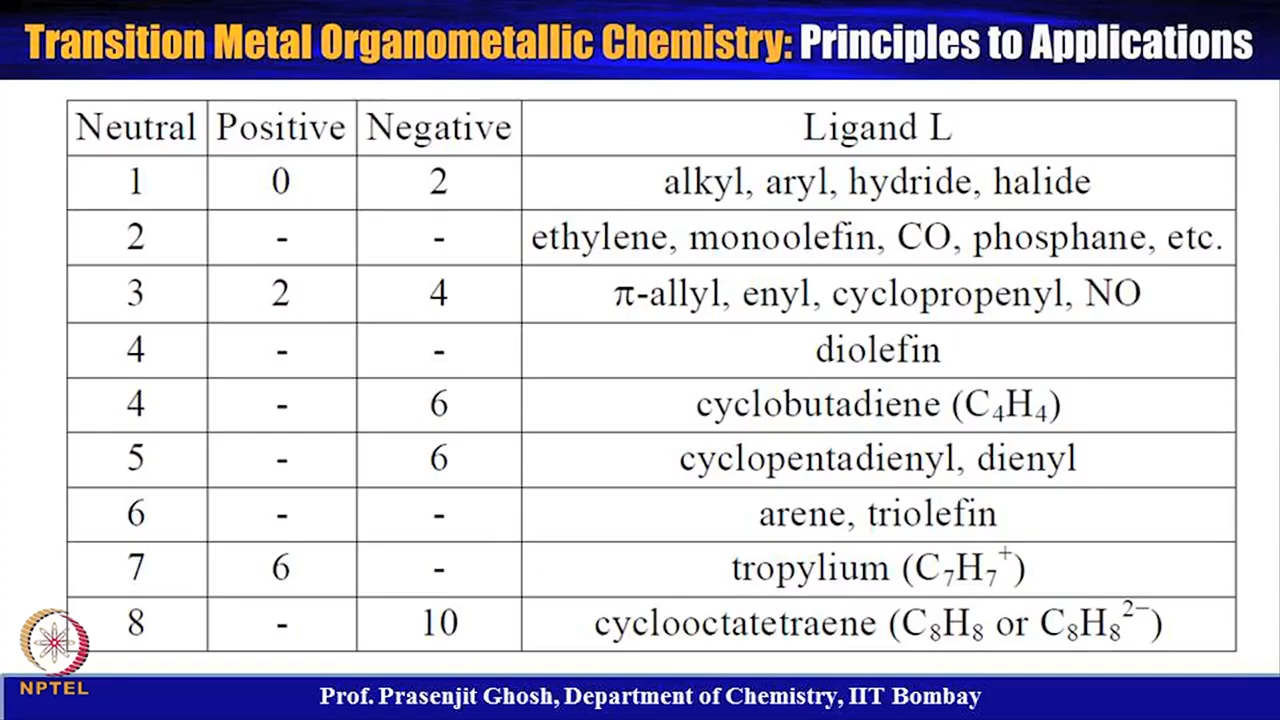 Transition Metal Organometallic Chemistry: Principles to Applications
Neutral Positive Negative Ligand L
1 0 2 alkyl, aryl, hydride, halide
2 - - ethylene, monoolefin, CO, phosphane, etc.
3 2 4 π-allyl, enyl, cyclopropenyl, NO
4 - - diolefin
4 - 6 cyclobutadiene (C₄H₄)
5 - 6 cyclopentadienyl, dienyl
6 - - arene, triolefin
7 6 - tropylium (C₇H₇⁺)
8 - 10 cyclooctatetraene (C₈H₈ or C₈H₈²⁻)
NPTEL
Prof. Prasenjit Ghosh, Department of Chemistry, IIT Bombay